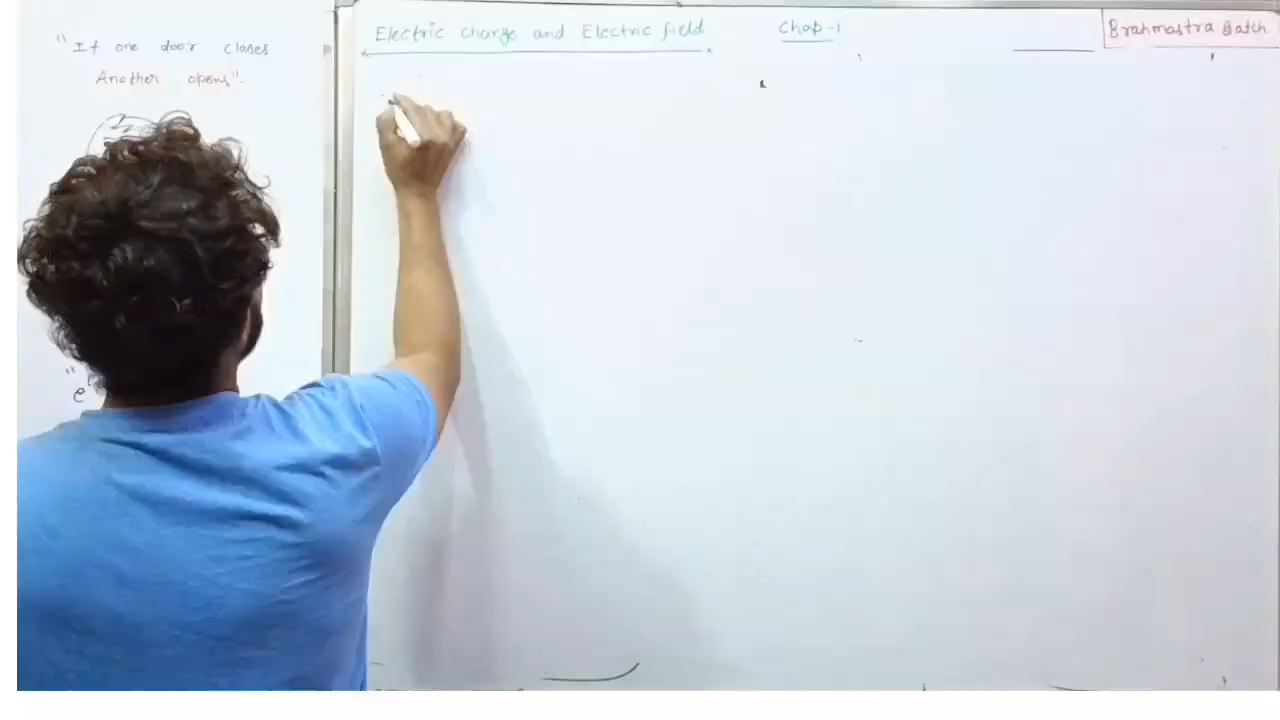 "If one door closes
Another opens".
Electric charge and Electric field
Chap-1
Brahmastra Batch
"e